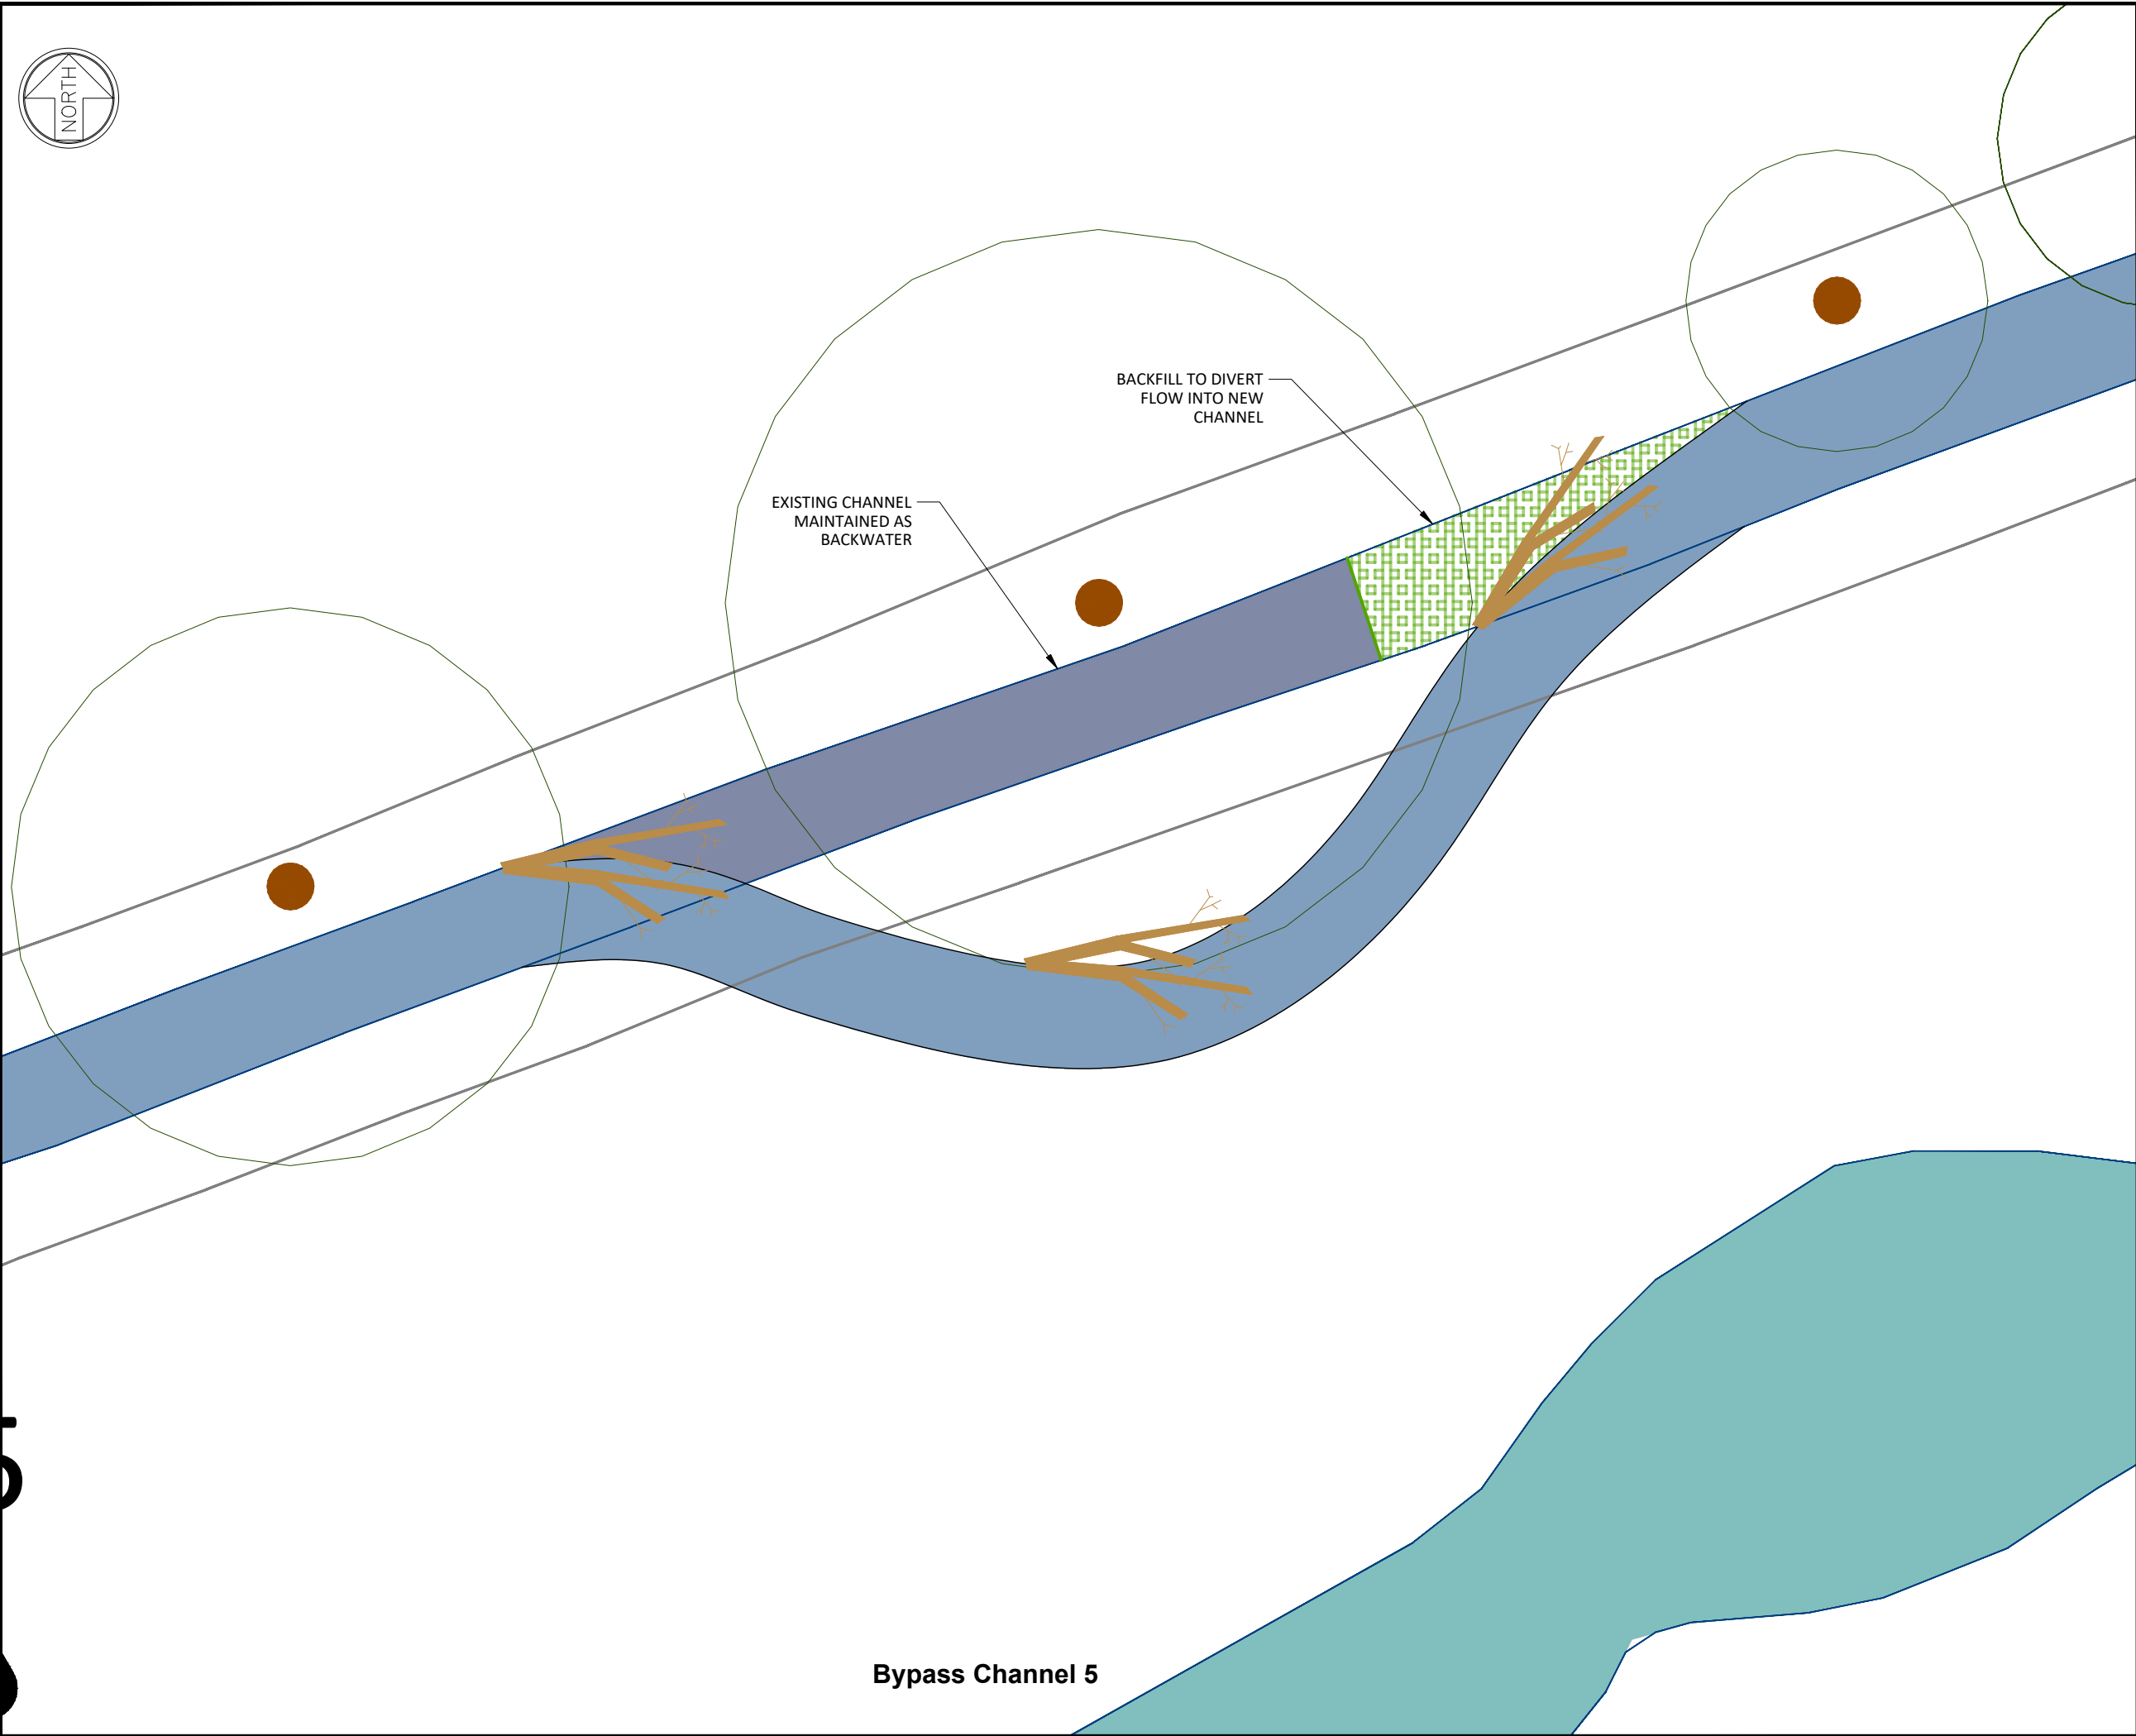 NORTH
BACKFILL TO DIVERT
FLOW INTO NEW
CHANNEL
EXISTING CHANNEL
MAINTAINED AS
BACKWATER
Bypass Channel 5